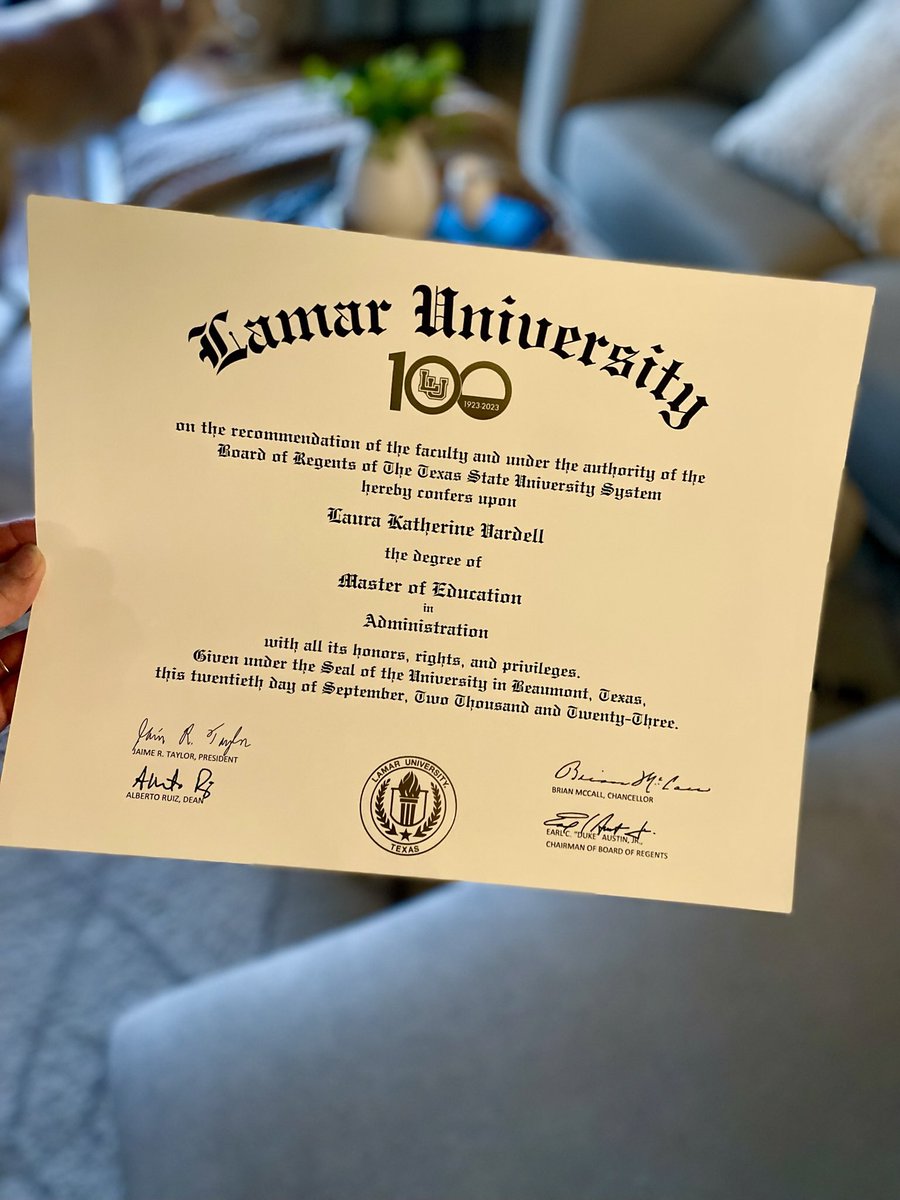 Lamar University
100
LU
1923-2023
on the recommendation of the faculty and under the authority of the
Board of Regents of The Texas State University System
hereby confers upon
Laura Katherine Vardell
the degree of
Master of Education
in
Administration
with all its honors, rights, and privileges.
Given under the Seal of the University in Beaumont, Texas,
this twentieth day of September, Two Thousand and Twenty-Three.
Jaime R. Taylor
JAIME R. TAYLOR, PRESIDENT
ALBERTO RUIZ, DEAN
LAMAR UNIVERSITY,
TEXAS
Brian McCall
BRIAN MCCALL, CHANCELLOR
EARL C. "DUKE" AUSTIN, JR.,
CHAIRMAN OF BOARD OF REGENTS